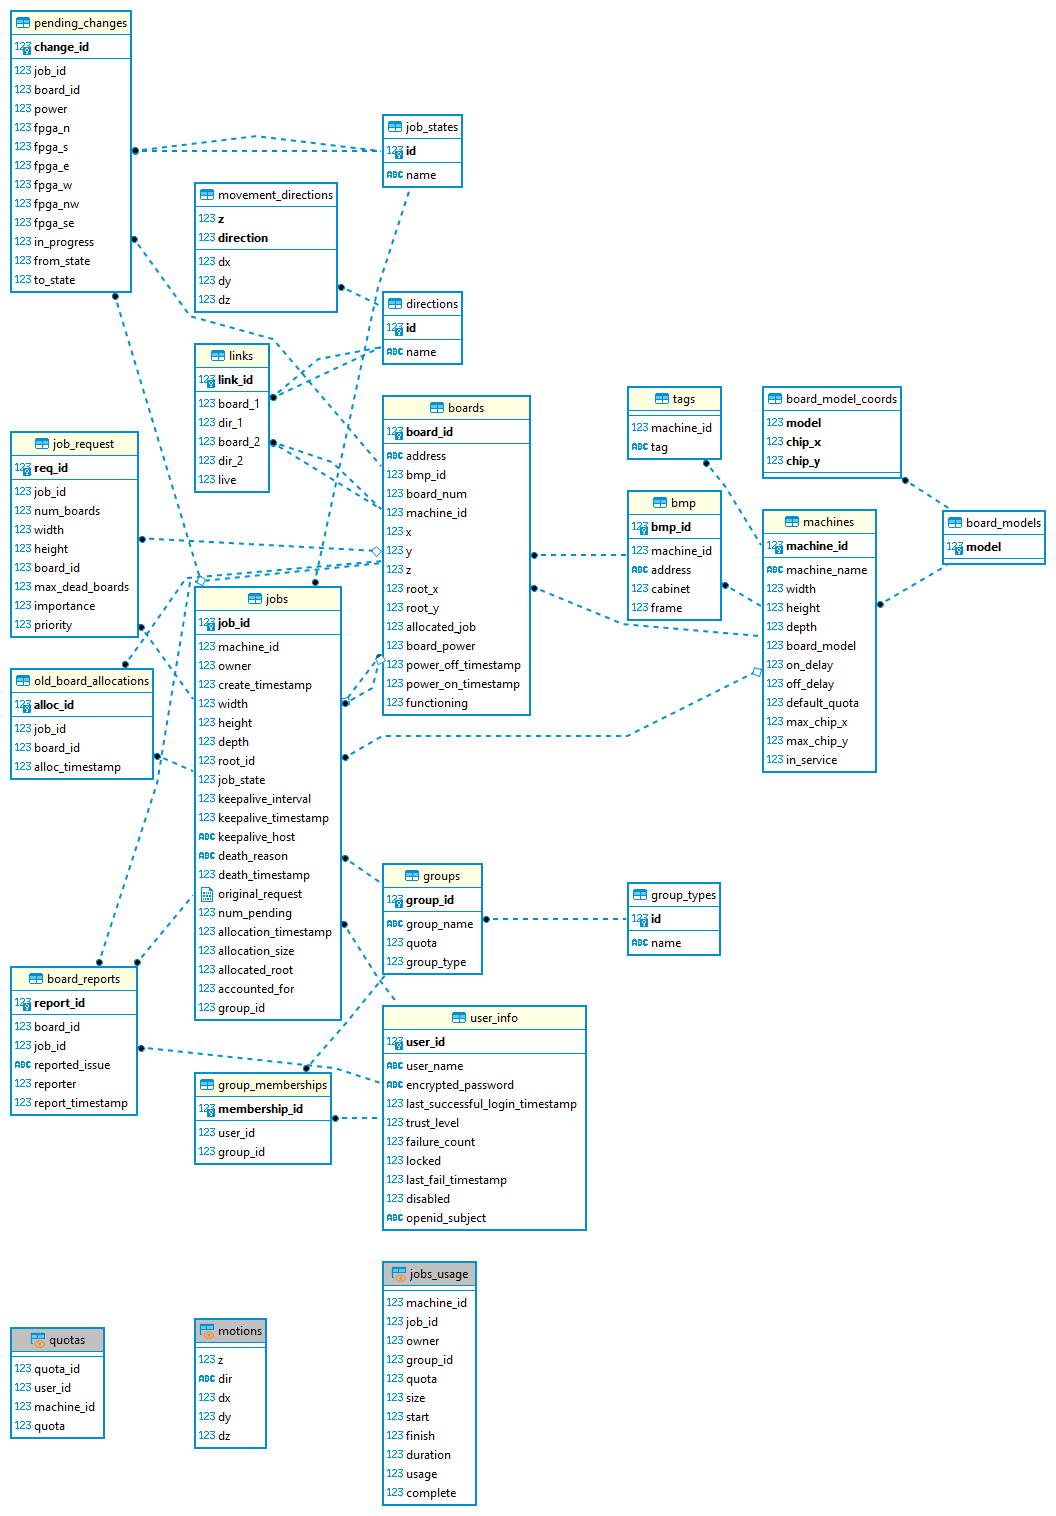 pending_changes
123 change_id
123 job_id
123 board_id
123 power
123 fpga_n
123 fpga_s
123 fpga_e
123 fpga_w
123 fpga_nw
123 fpga_se
123 in_progress
123 from_state
123 to_state
job_states
123 id
ABC name
movement_directions
123 z
123 direction
123 dx
123 dy
123 dz
directions
123 id
ABC name
links
123 link_id
123 board_1
123 dir_1
123 board_2
123 dir_2
123 live
boards
123 board_id
ABC address
123 bmp_id
123 board_num
123 machine_id
123 x
123 y
123 z
123 root_x
123 root_y
123 allocated_job
123 board_power
123 power_off_timestamp
123 power_on_timestamp
123 functioning
tags
123 machine_id
ABC tag
board_model_coords
123 model
123 chip_x
123 chip_y
job_request
123 req_id
123 job_id
123 num_boards
123 width
123 height
123 board_id
123 max_dead_boards
123 importance
123 priority
bmp
123 bmp_id
123 machine_id
ABC address
123 cabinet
123 frame
machines
123 machine_id
ABC machine_name
123 width
123 height
123 depth
123 board_model
123 on_delay
123 off_delay
123 default_quota
123 max_chip_x
123 max_chip_y
123 in_service
board_models
123 model
jobs
123 job_id
123 machine_id
123 owner
123 create_timestamp
123 width
123 height
123 depth
123 root_id
123 job_state
123 keepalive_interval
123 keepalive_timestamp
ABC keepalive_host
ABC death_reason
123 death_timestamp
original_request
123 num_pending
123 allocation_timestamp
123 allocation_size
123 allocated_root
123 accounted_for
123 group_id
old_board_allocations
123 alloc_id
123 job_id
123 board_id
123 alloc_timestamp
groups
123 group_id
ABC group_name
123 quota
123 group_type
group_types
123 id
ABC name
board_reports
123 report_id
123 board_id
123 job_id
ABC reported_issue
123 reporter
123 report_timestamp
user_info
123 user_id
ABC user_name
ABC encrypted_password
123 last_successful_login_timestamp
123 trust_level
123 failure_count
123 locked
123 last_fail_timestamp
123 disabled
ABC openid_subject
group_memberships
123 membership_id
123 user_id
123 group_id
jobs_usage
123 machine_id
123 job_id
123 owner
123 group_id
123 quota
123 size
123 start
123 finish
123 duration
123 usage
123 complete
quotas
123 quota_id
123 user_id
123 machine_id
123 quota
motions
123 z
ABC dir
123 dx
123 dy
123 dz